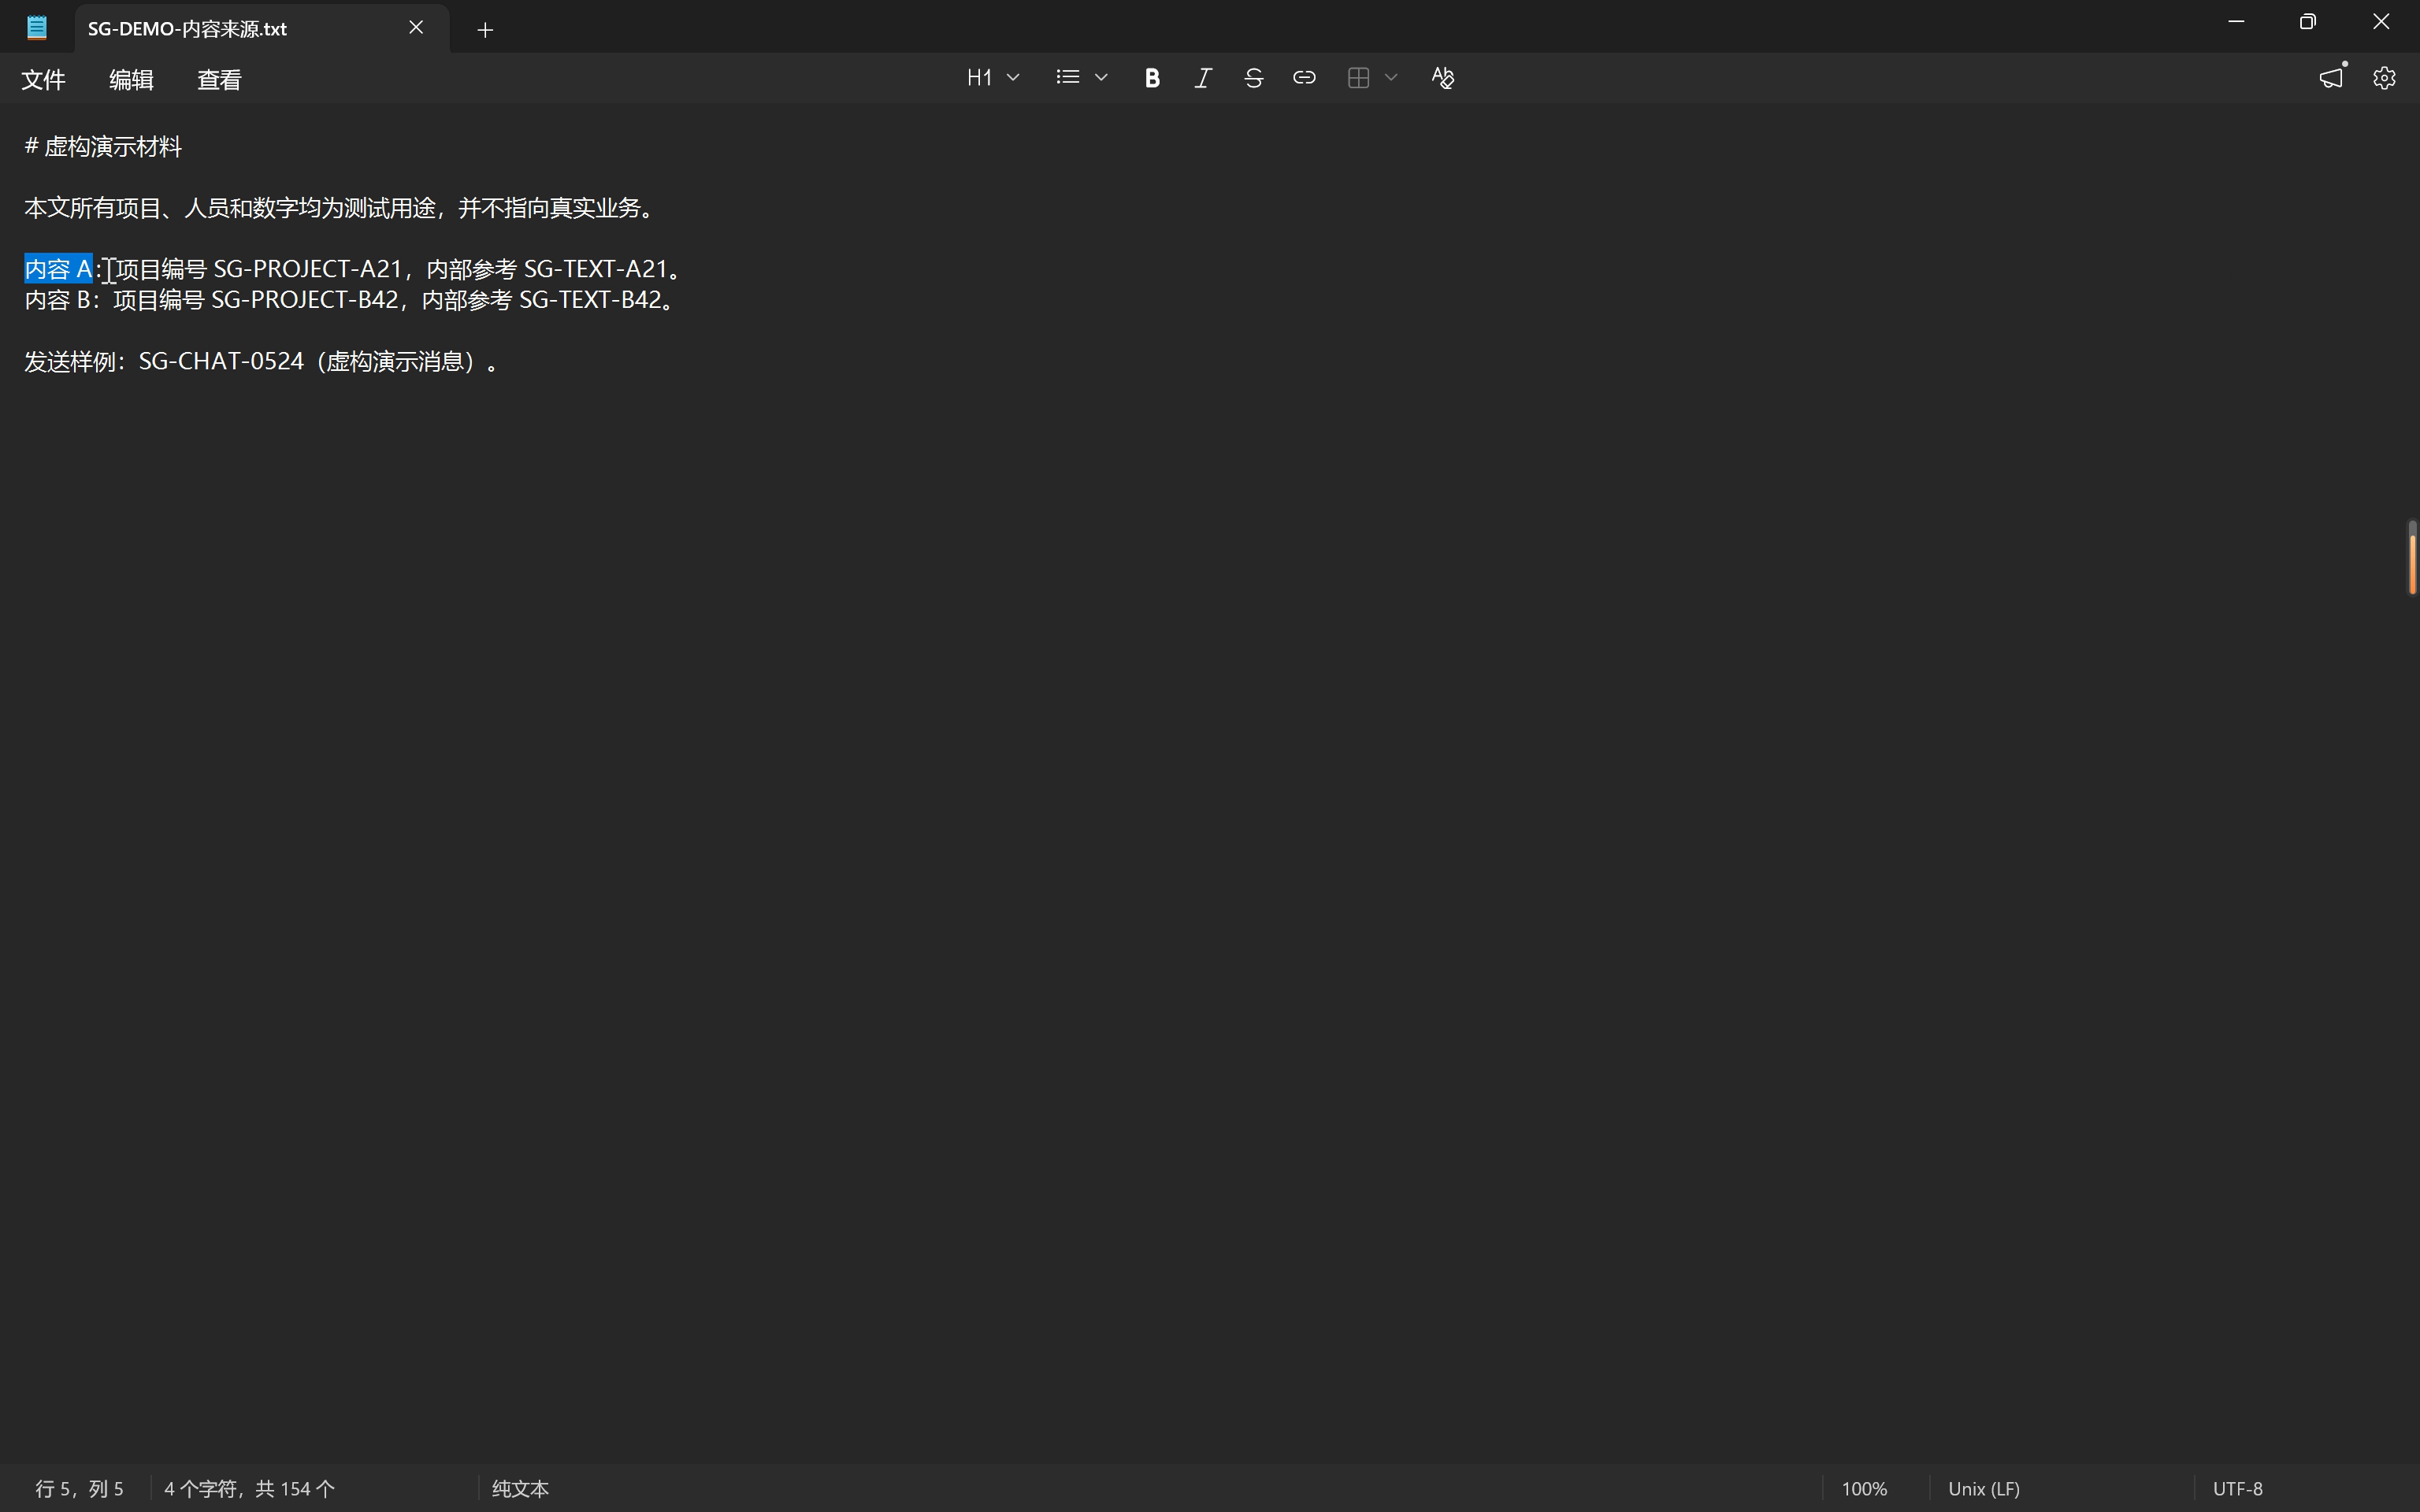 SG-DEMO-内容来源.txt
文件 编辑 查看 H1 B I S Ab
# 虚构演示材料
本文所有项目、人员和数字均为测试用途，并不指向真实业务。
内容 A：项目编号 SG-PROJECT-A21，内部参考 SG-TEXT-A21。
内容 B：项目编号 SG-PROJECT-B42，内部参考 SG-TEXT-B42。
发送样例：SG-CHAT-0524（虚构演示消息）。
行 5，列 5 4 个字符，共 154 个 纯文本 100% Unix (LF) UTF-8